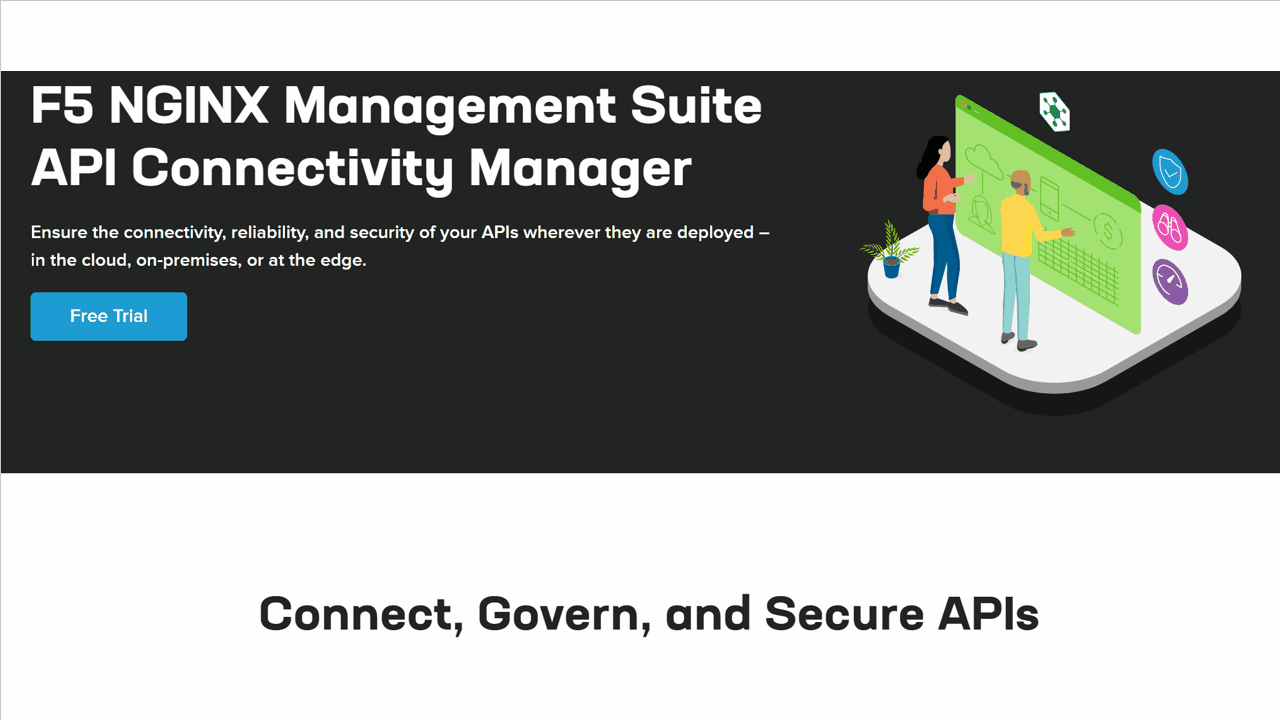 F5 NGINX Management Suite
API Connectivity Manager
Ensure the connectivity, reliability, and security of your APIs wherever they are deployed –
in the cloud, on-premises, or at the edge.
Free Trial
$
Connect, Govern, and Secure APIs